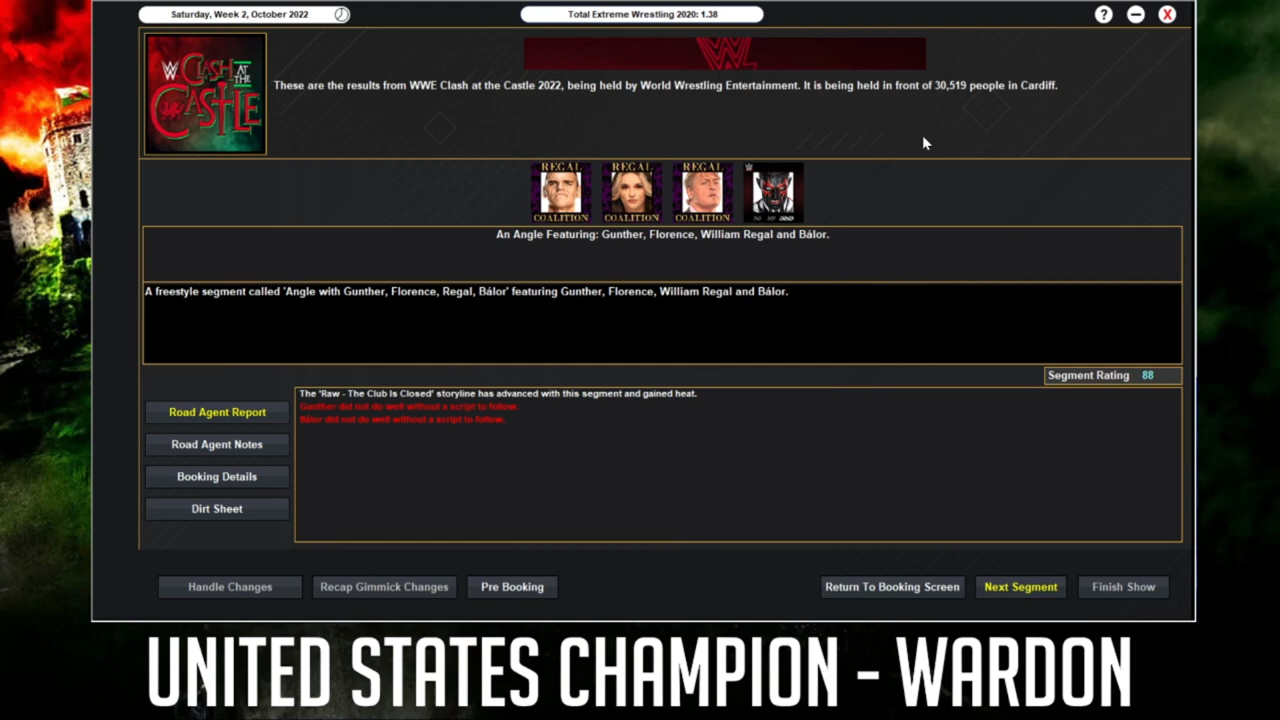 Saturday, Week 2, October 2022
Total Extreme Wrestling 2020: 1.38
?
X
W CLASH AT THE CASTLE
These are the results from WWE Clash at the Castle 2022, being held by World Wrestling Entertainment. It is being held in front of 30,519 people in Cardiff.
REGAL REGAL REGAL
COALITION COALITION COALITION
An Angle Featuring: Gunther, Florence, William Regal and Bálor.
A freestyle segment called 'Angle with Gunther, Florence, Regal, Bálor' featuring Gunther, Florence, William Regal and Bálor.
Segment Rating 88
The 'Raw - The Club Is Closed' storyline has advanced with this segment and gained heat.
Gunther did not do well without a script to follow.
Bálor did not do well without a script to follow.
Road Agent Report
Road Agent Notes
Booking Details
Dirt Sheet
Handle Changes
Recap Gimmick Changes
Pre Booking
Return To Booking Screen
Next Segment
Finish Show
UNITED STATES CHAMPION - WARDON